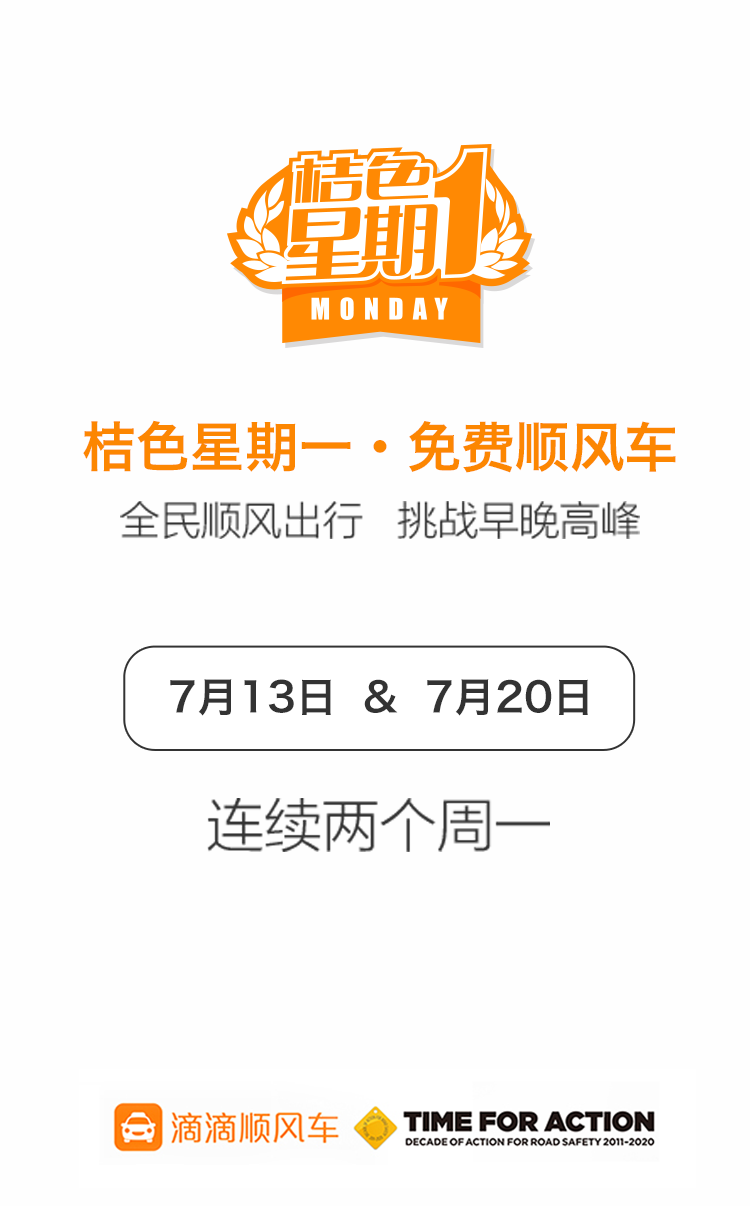 桔色
星期1
MONDAY
桔色星期一·免费顺风车
全民顺风出行 挑战早晚高峰
7月13日 & 7月20日
连续两个周一
滴滴顺风车
TIME FOR ACTION
DECADE OF ACTION FOR ROAD SAFETY 2011-2020